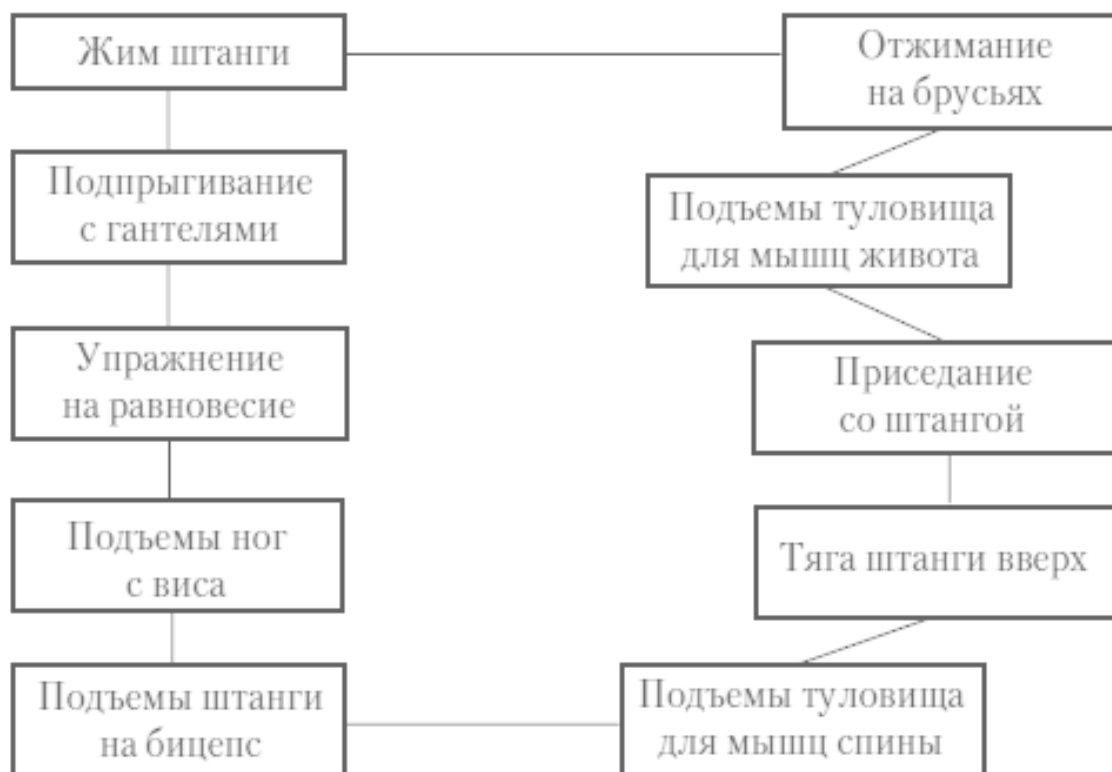 Жим штанги
Отжимание
на брусьях
Подпрыгивание
с гантелями
Подъемы туловища
для мышц живота
Упражнение
на равновесие
Приседание
со штангой
Подъемы ног
с виса
Тяга штанги вверх
Подъемы штанги
на бицепс
Подъемы туловища
для мышц спины